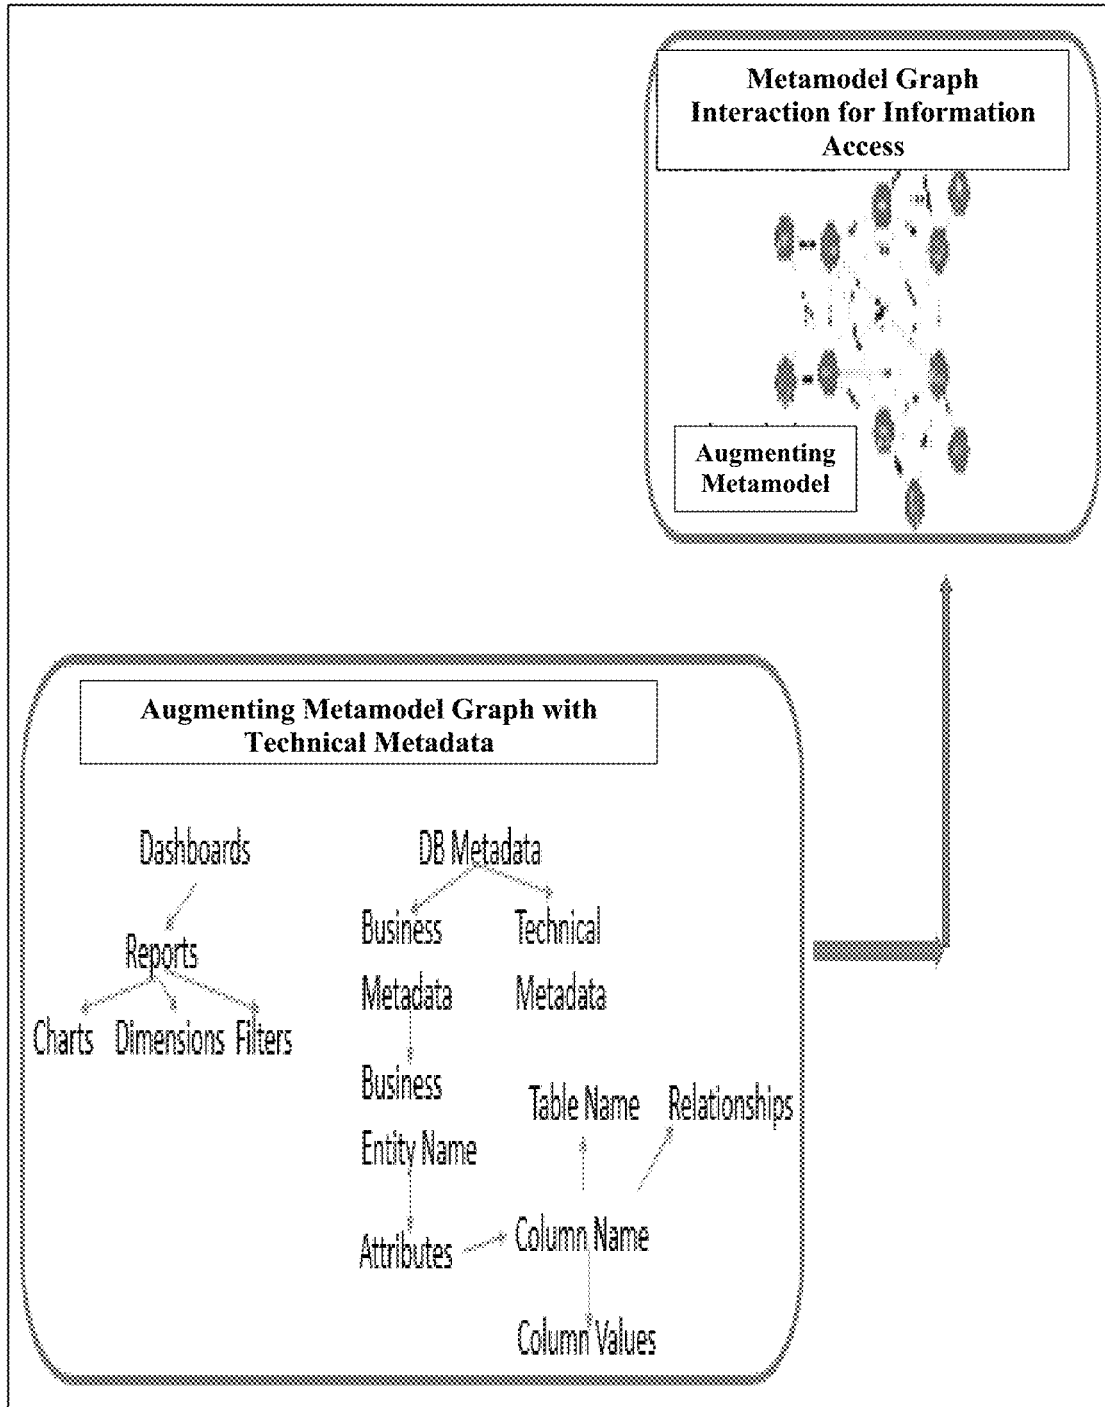 Metamodel Graph
Interaction for Information
Access
Augmenting
Metamodel
Augmenting Metamodel Graph with
Technical Metadata
Dashboards
DB Metadata
Reports
Business
Technical
Metadata
Metadata
Charts
Dimensions
Filters
Business
Entity Name
Table Name
Relationships
Attributes
Column Name
Column Values